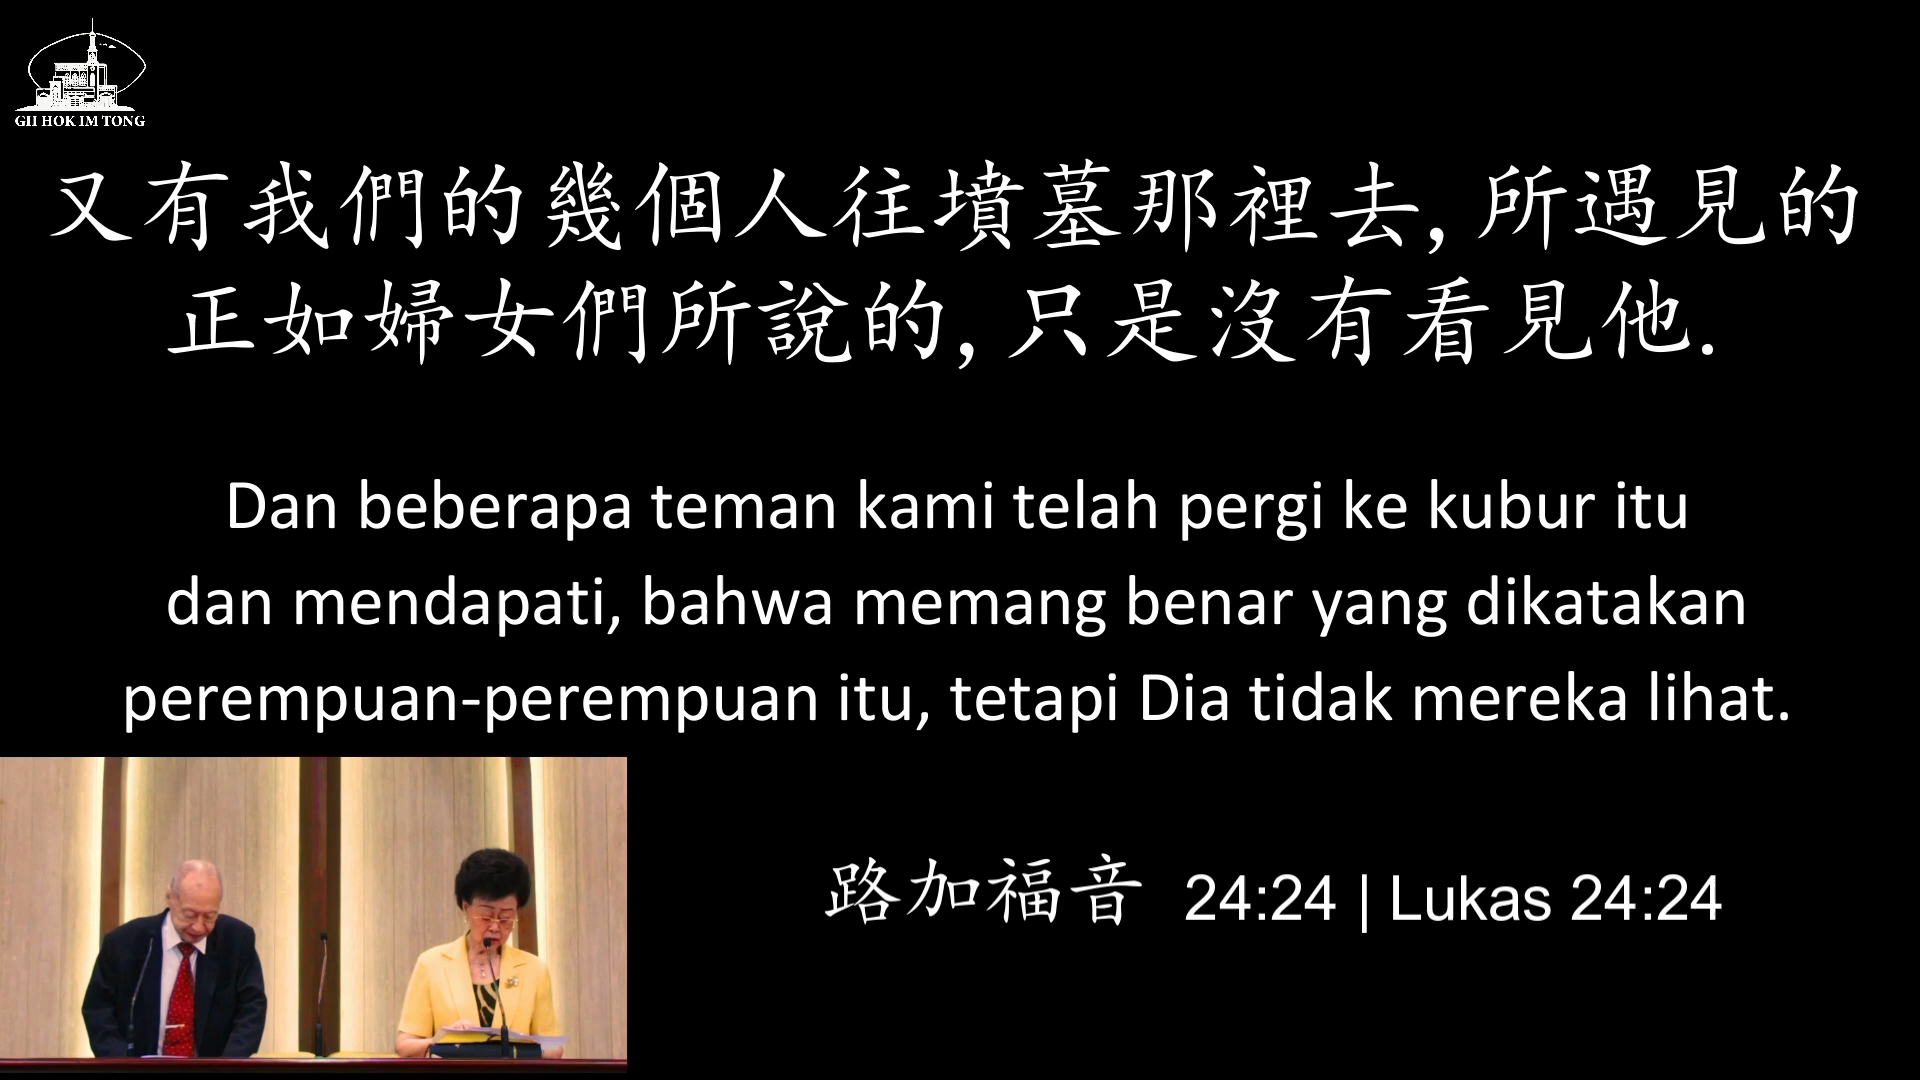 GII HOK IM TONG
又有我們的幾個人往墳墓那裡去,所遇見的
正如婦女們所說的,只是沒有看見他.
Dan beberapa teman kami telah pergi ke kubur itu
dan mendapati, bahwa memang benar yang dikatakan
perempuan-perempuan itu, tetapi Dia tidak mereka lihat.
路加福音 24:24 | Lukas 24:24